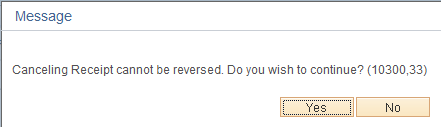 Message
Canceling Receipt cannot be reversed. Do you wish to continue? (10300,33)
Yes No